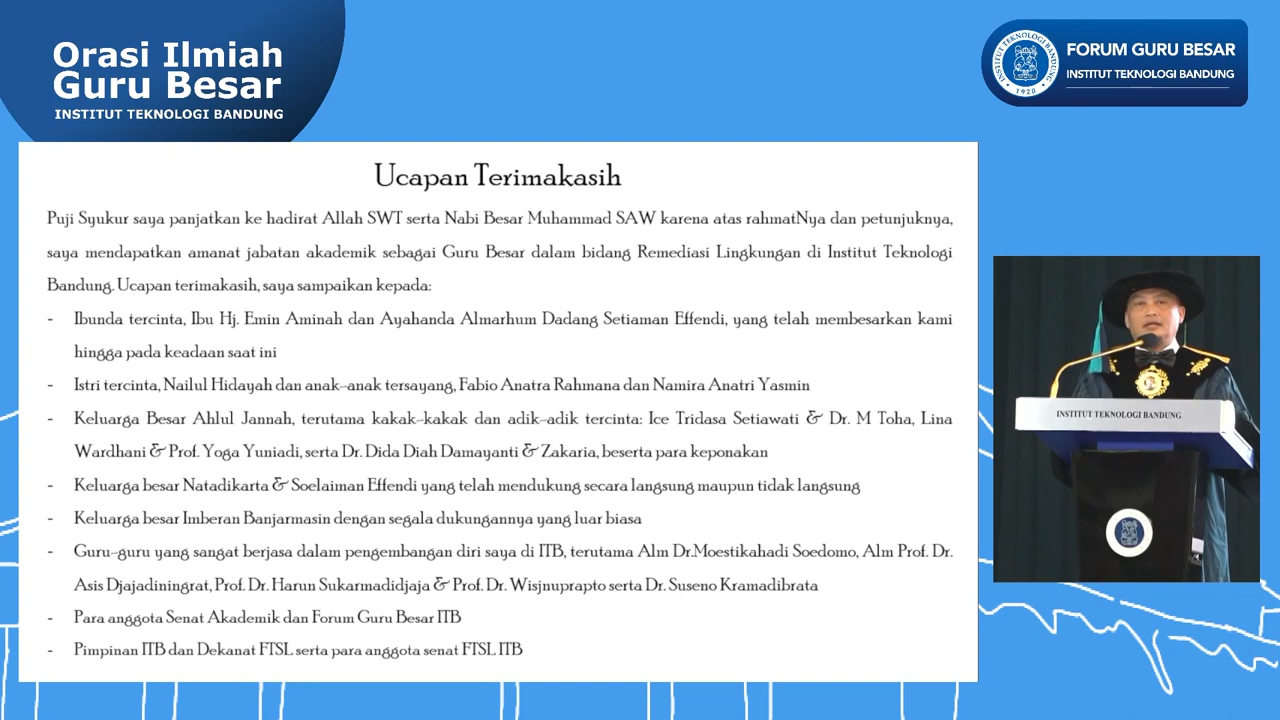 Orasi Ilmiah
Guru Besar
INSTITUT TEKNOLOGI BANDUNG
INSTITUT TEKNOLOGI BANDUNG
1920
FORUM GURU BESAR
INSTITUT TEKNOLOGI BANDUNG
Ucapan Terimakasih
Puji Syukur saya panjatkan ke hadirat Allah SWT serta Nabi Besar Muhammad SAW karena atas rahmatNya dan petunjuknya,
saya mendapatkan amanat jabatan akademik sebagai Guru Besar dalam bidang Remediasi Lingkungan di Institut Teknologi
Bandung. Ucapan terimakasih, saya sampaikan kepada:
- Ibunda tercinta, Ibu Hj. Emin Aminah dan Ayahanda Almarhum Dadang Setiaman Effendi, yang telah membesarkan kami
hingga pada keadaan saat ini
- Istri tercinta, Nailul Hidayah dan anak-anak tersayang, Fabio Anatra Rahmana dan Namira Anatri Yasmin
- Keluarga Besar Ahlul Jannah, terutama kakak-kakak dan adik-adik tercinta: Ice Tridasa Setiawati & Dr. M Toha, Lina
Wardhani & Prof. Yoga Yuniadi, serta Dr. Dida Diah Damayanti & Zakaria, beserta para keponakan
- Keluarga besar Natadikarta & Soelaiman Effendi yang telah mendukung secara langsung maupun tidak langsung
- Keluarga besar Imberan Banjarmasin dengan segala dukungannya yang luar biasa
- Guru-guru yang sangat berjasa dalam pengembangan diri saya di ITB, terutama Alm Dr.Moestikahadi Soedomo, Alm Prof. Dr.
Asis Djajadiningrat, Prof. Dr. Harun Sukarmadidjaja & Prof. Dr. Wisjnuprapto serta Dr. Suseno Kramadibrata
- Para anggota Senat Akademik dan Forum Guru Besar ITB
- Pimpinan ITB dan Dekanat FTSL serta para anggota senat FTSL ITB
INSTITUT TEKNOLOGI BANDUNG